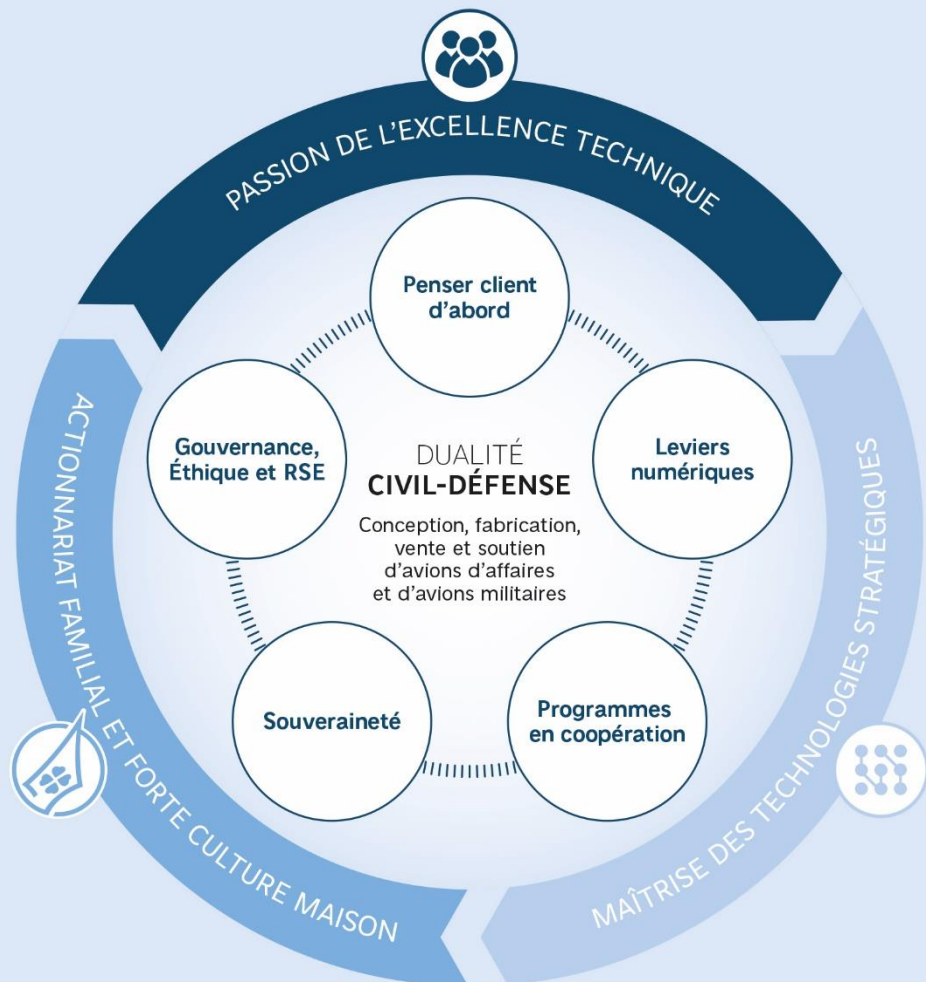 PASSION DE L'EXCELLENCE TECHNIQUE
Penser client
d'abord
Gouvernance,
Éthique et RSE
Leviers
numériques
DUALITÉ
CIVIL-DÉFENSE
Conception, fabrication,
vente et soutien
d'avions d'affaires
et d'avions militaires
Souveraineté
Programmes
en coopération
ACTIONNARIAT FAMILIAL ET FORTE CULTURE MAISON
MAÎTRISE DES TECHNOLOGIES STRATÉGIQUES